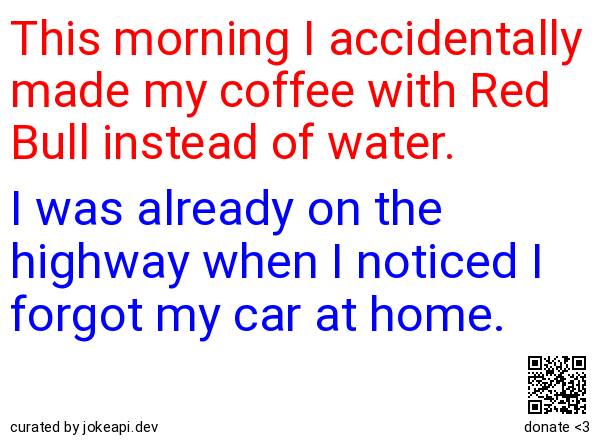 This morning I accidentally
made my coffee with Red
Bull instead of water.
I was already on the
highway when I noticed I
forgot my car at home.
curated by jokeapi.dev
donate <3